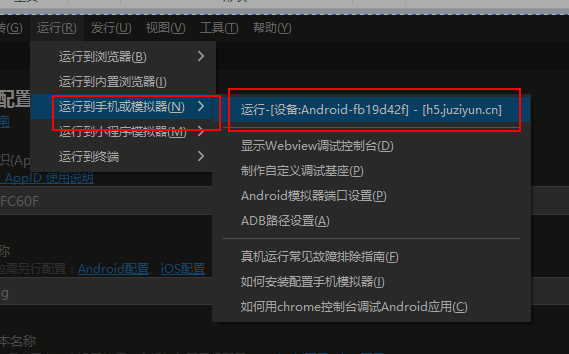 转(G) 运行(R) 发行(U) 视图(V) 工具(T) 帮助(Y)
运行到浏览器(B)
运行到内置浏览器(I)
配置
运行到手机或模拟器(N)
运行-[设备:Android-fb19d42f] - [h5.juziyun.cn]
南
运行到小程序模拟器(M)
显示Webview调试控制台(D)
识(Ap
运行到终端
制作自定义调试基座(P)
AppID 使用说明
Android模拟器端口设置(P)
FC60F
ADB路径设置(A)
称
真机运行常见故障排除指南(F)
包需另行配置:Android配置、iOS配置
如何安装配置手机模拟器(I)
ng
如何用chrome控制台调试Android应用(C)
本名称